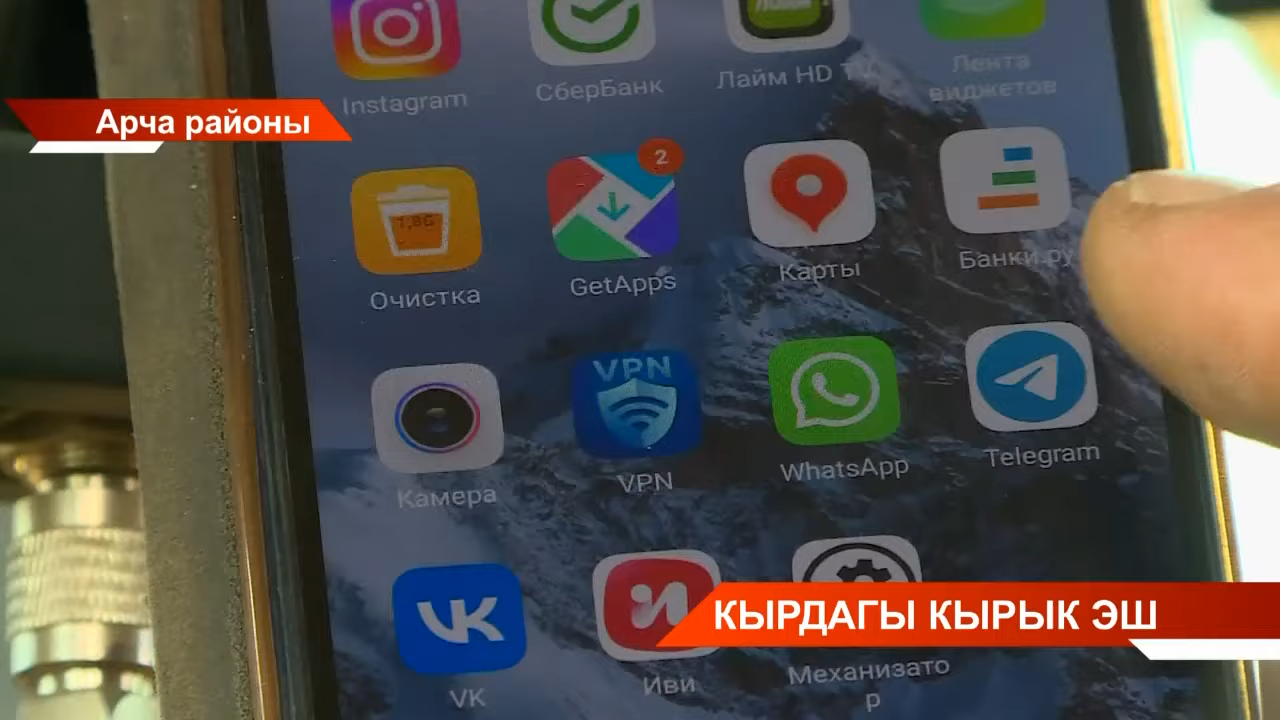 Instagram
СберБанк
Лайм HD TV
Лента
виджетов
Арча районы
1,8G
2
Очистка
GetApps
Карты
Банки.ру
VPN
Камера
VPN
WhatsApp
Telegram
VK
Иви
КЫРДАГЫ КЫРЫК ЭШ
Механизато
р